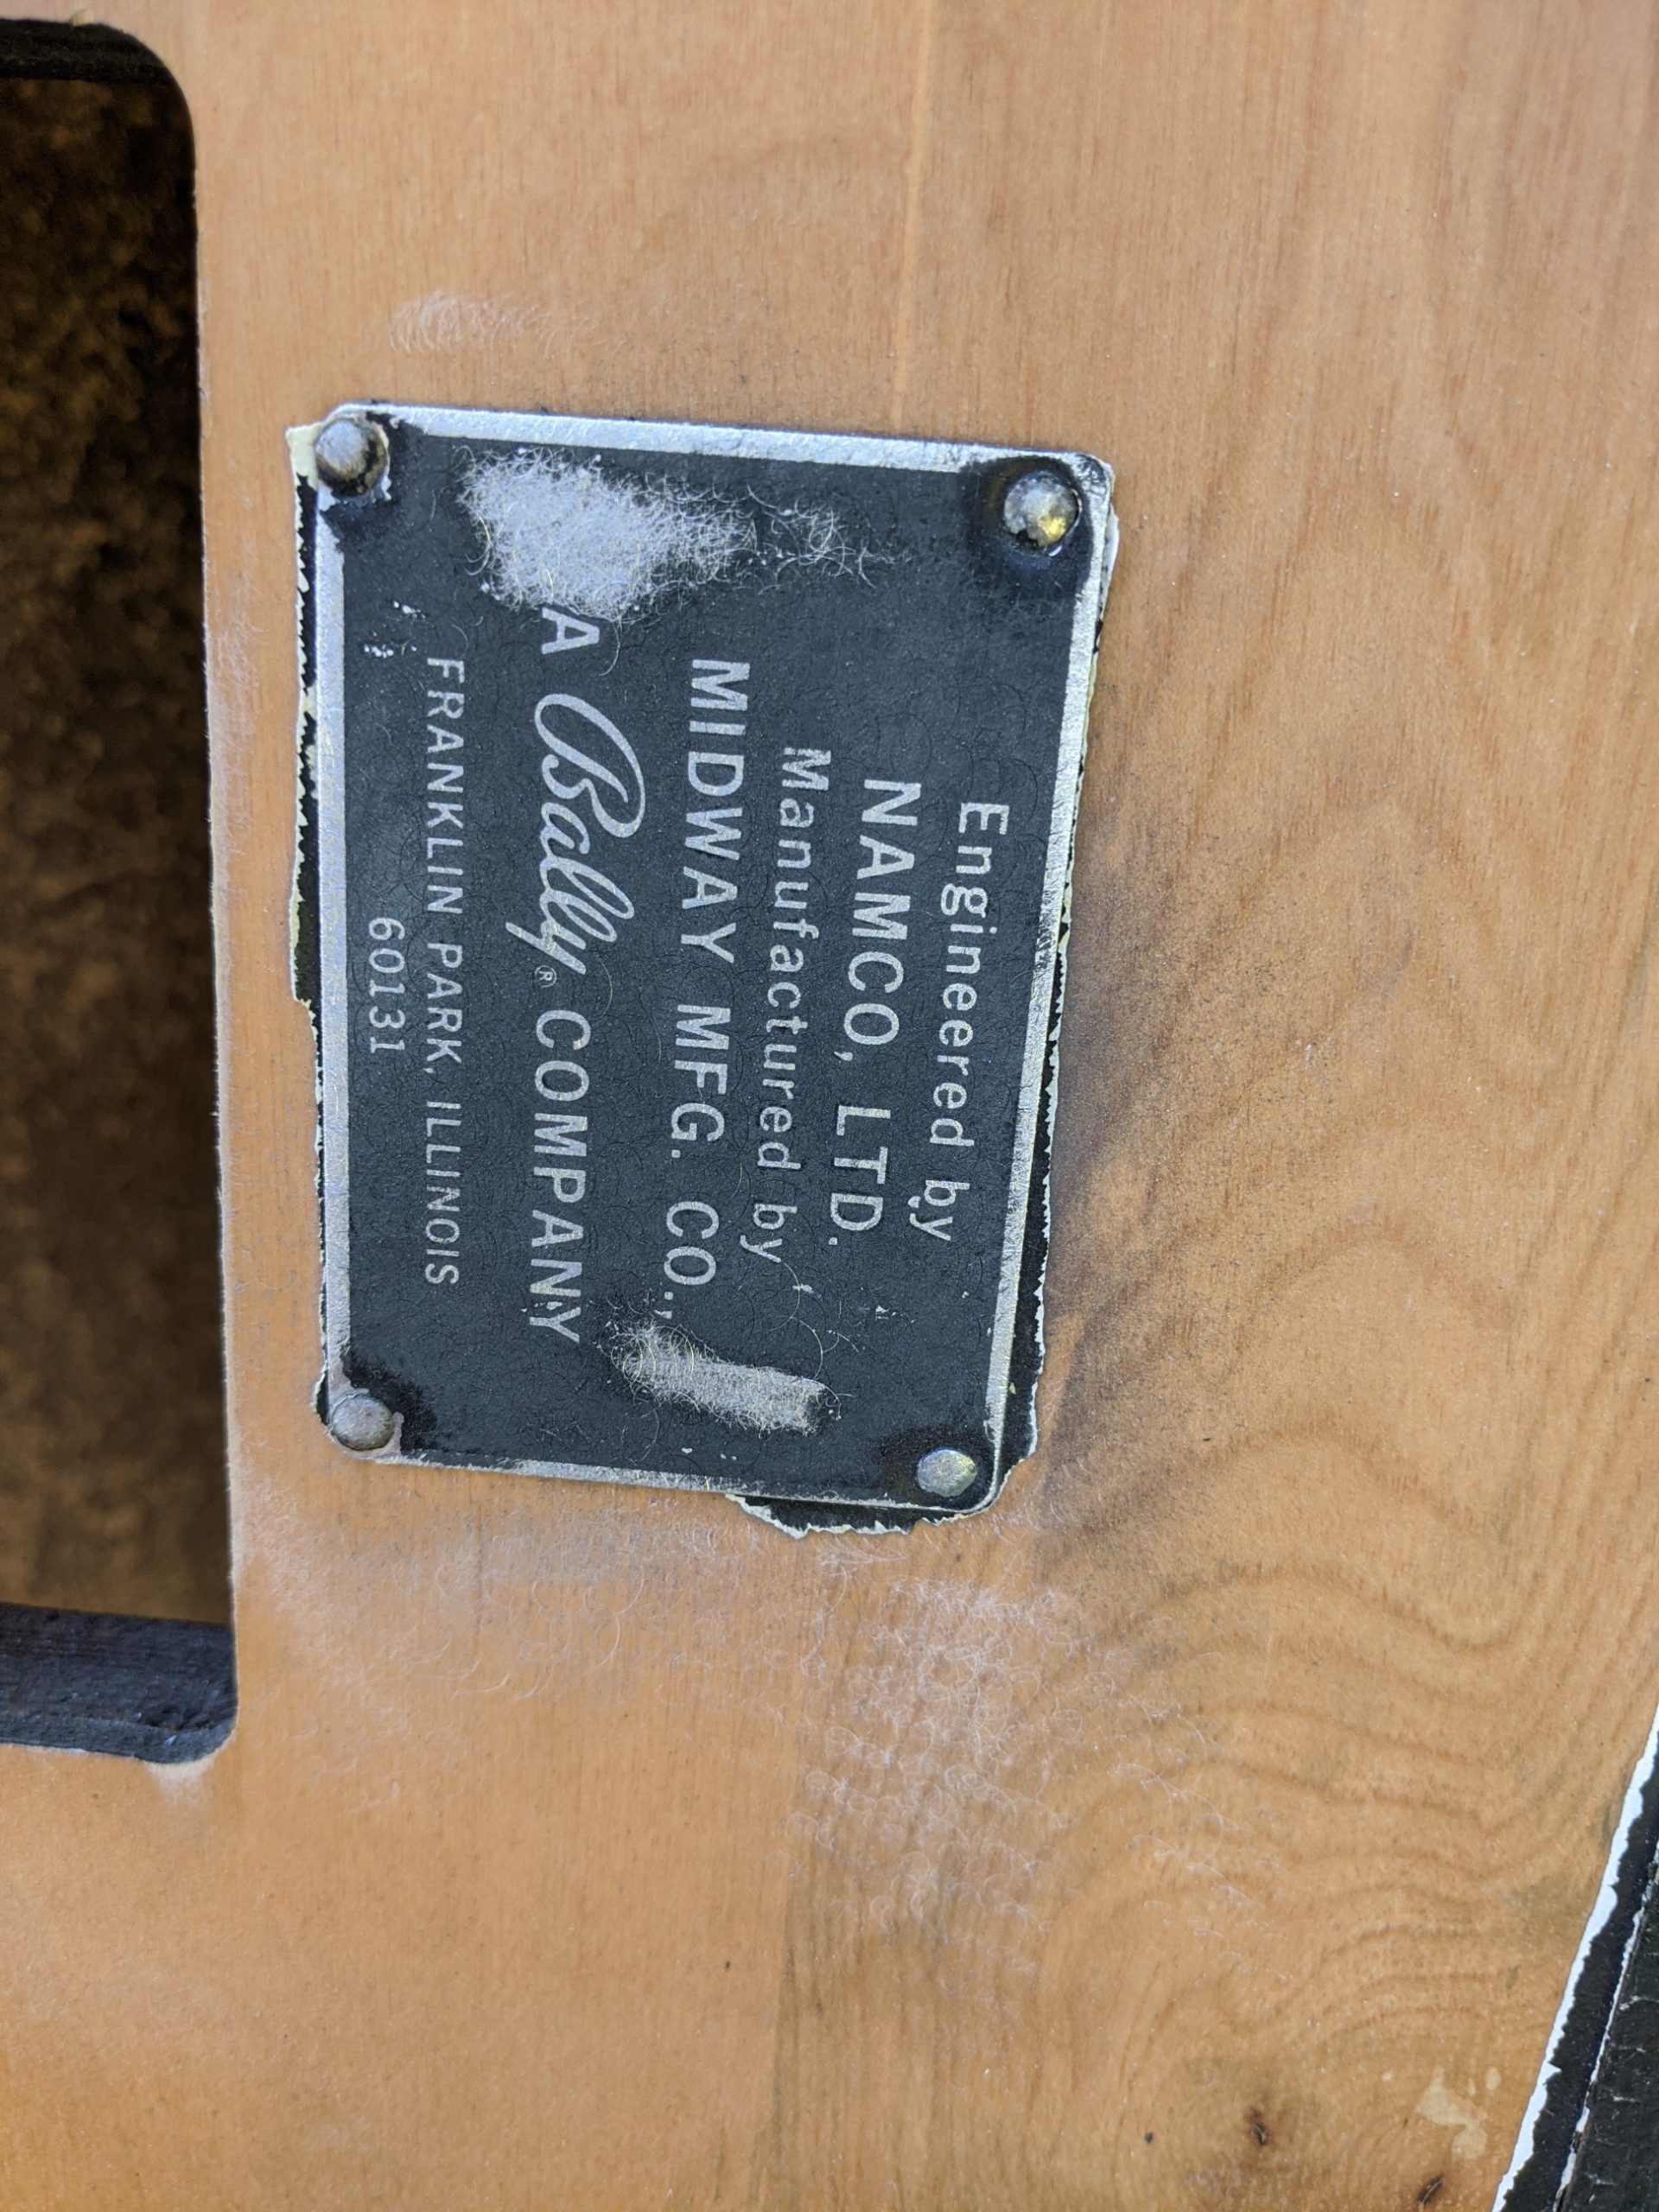 Engineered by
NAMCO, LTD.
Manufactured by
MIDWAY MFG. CO.,
A Bally® COMPANY
FRANKLIN PARK, ILLINOIS
60131